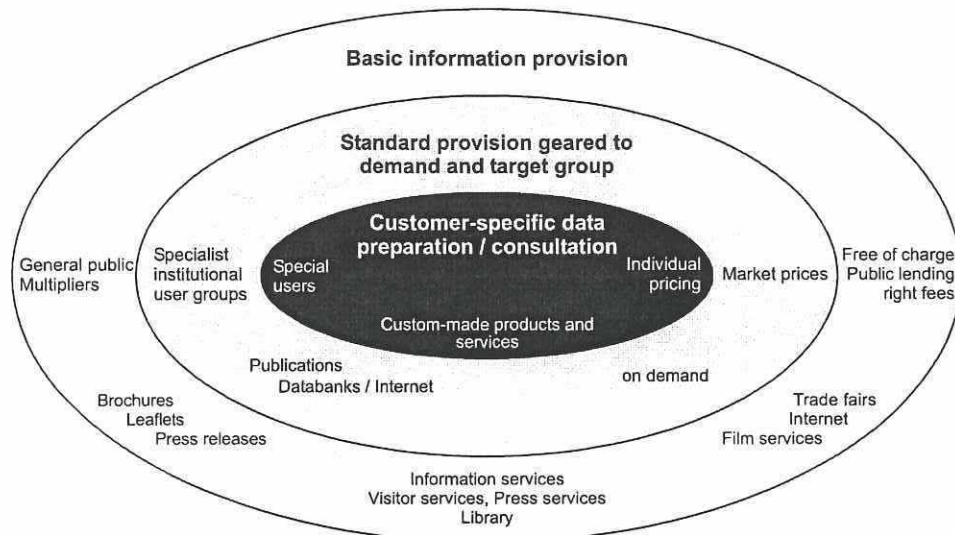 Basic information provision
Standard provision geared to
demand and target group
Customer-specific data
preparation / consultation
General public
Multipliers
Specialist
institutional
user groups
Special
users
Individual
pricing
Market prices
Free of charge
Public lending
right fees
Custom-made products and
services
Publications
Databanks / Internet
on demand
Brochures
Leaflets
Press releases
Trade fairs
Internet
Film services
Information services
Visitor services, Press services
Library